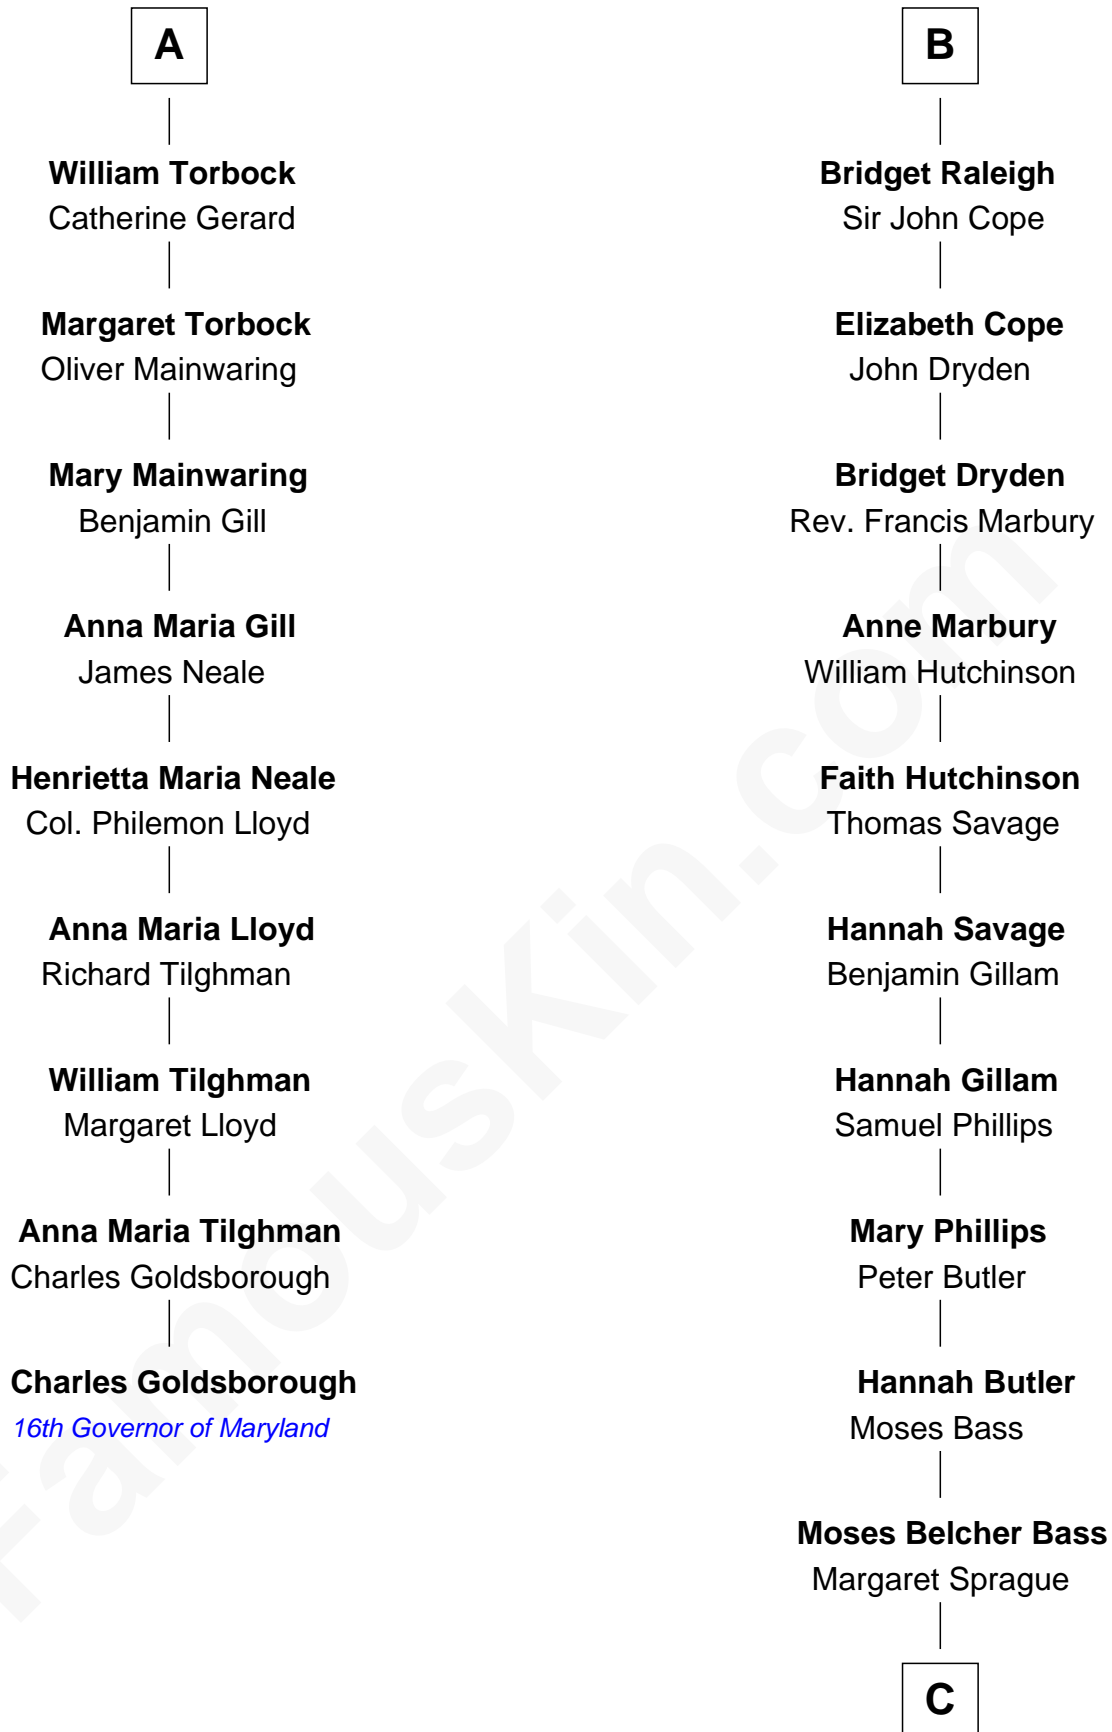 A
William Torbock
Catherine Gerard
Margaret Torbock
Oliver Mainwaring
Mary Mainwaring
Benjamin Gill
Anna Maria Gill
James Neale
Henrietta Maria Neale
Col. Philemon Lloyd
Anna Maria Lloyd
Richard Tilghman
William Tilghman
Margaret Lloyd
Anna Maria Tilghman
Charles Goldsborough
Charles Goldsborough
16th Governor of Maryland
B
Bridget Raleigh
Sir John Cope
Elizabeth Cope
John Dryden
Bridget Dryden
Rev. Francis Marbury
Anne Marbury
William Hutchinson
Faith Hutchinson
Thomas Savage
Hannah Savage
Benjamin Gillam
Hannah Gillam
Samuel Phillips
Mary Phillips
Peter Butler
Hannah Butler
Moses Bass
Moses Belcher Bass
Margaret Sprague
C
FamousKin.com